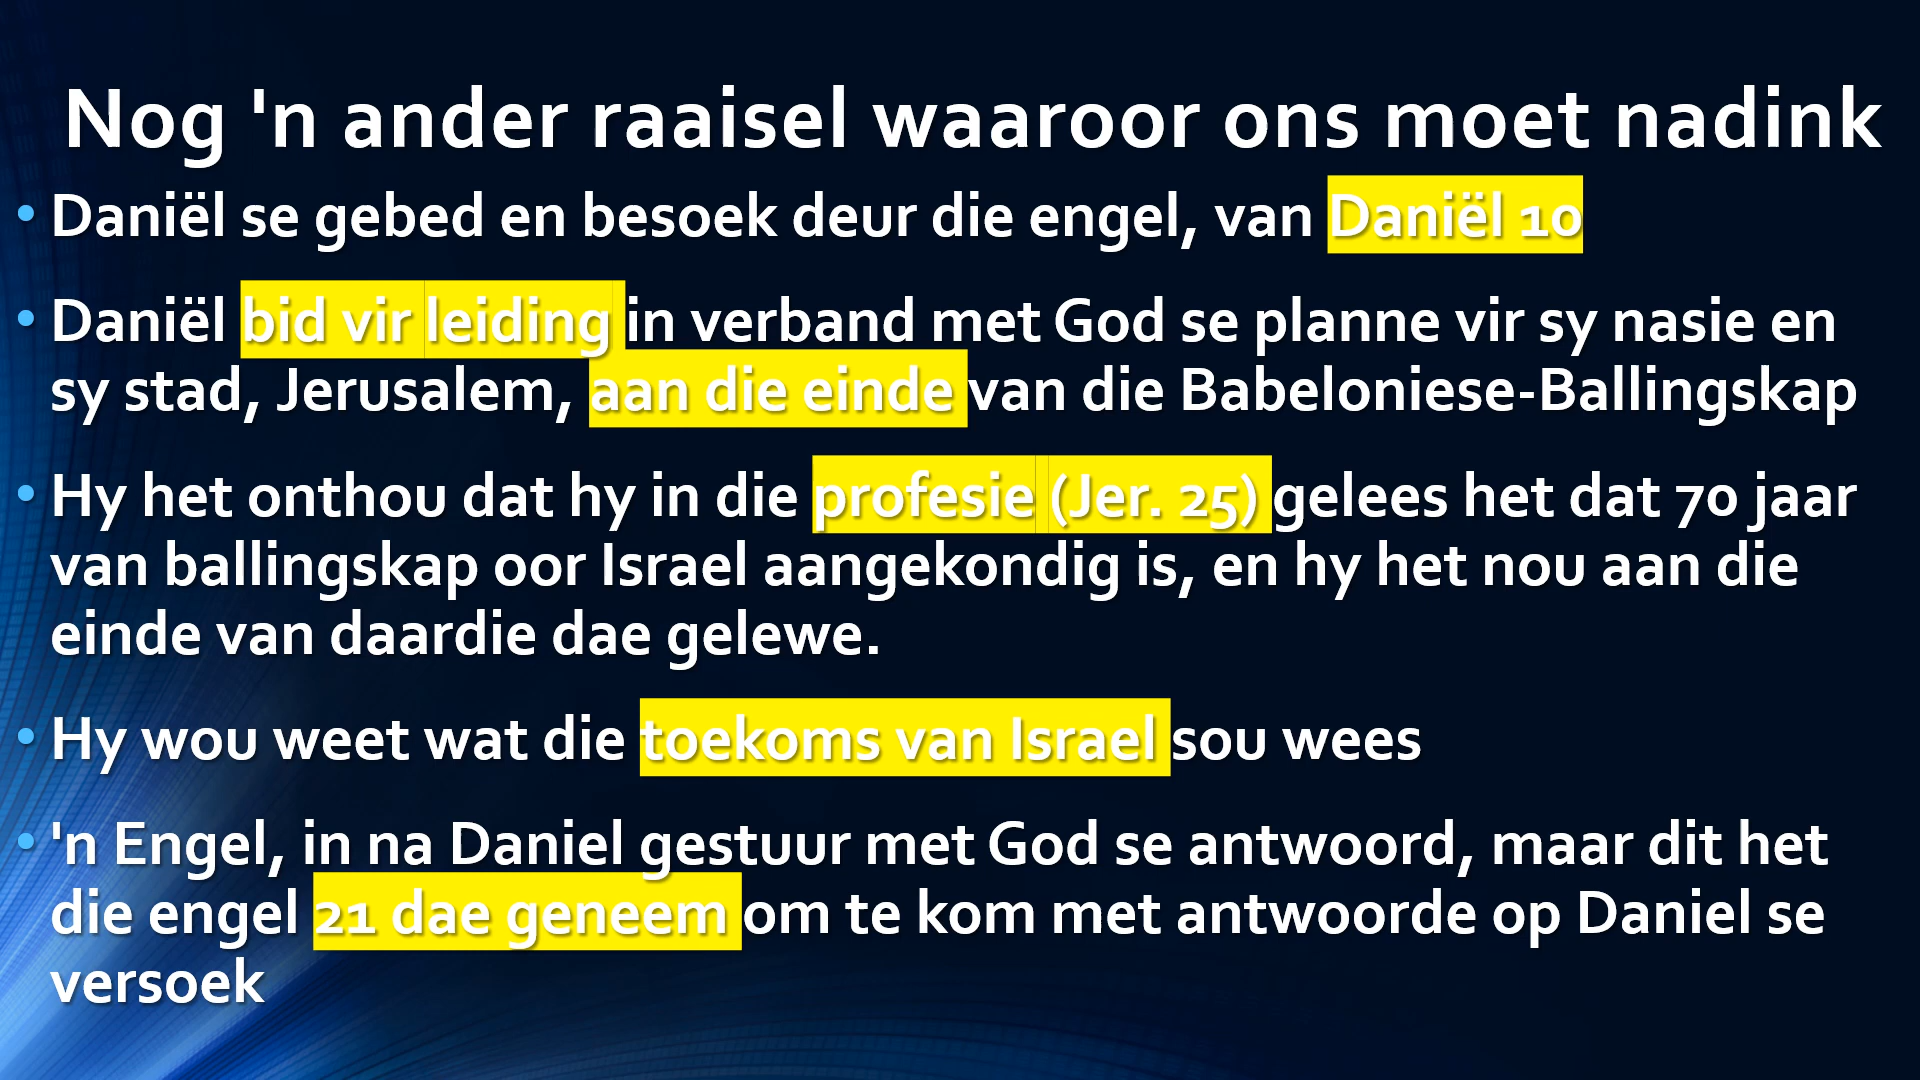 Nog 'n ander raaisel waaroor ons moet nadink
• Daniël se gebed en besoek deur die engel, van Daniël 10
• Daniël bid vir leiding in verband met God se planne vir sy nasie en
sy stad, Jerusalem, aan die einde van die Babeloniese-Ballingskap
• Hy het onthou dat hy in die profesie (Jer. 25) gelees het dat 70 jaar
van ballingskap oor Israel aangekondig is, en hy het nou aan die
einde van daardie dae gelewe.
• Hy wou weet wat die toekoms van Israel sou wees
• 'n Engel, in na Daniel gestuur met God se antwoord, maar dit het
die engel 21 dae geneem om te kom met antwoorde op Daniel se
versoek